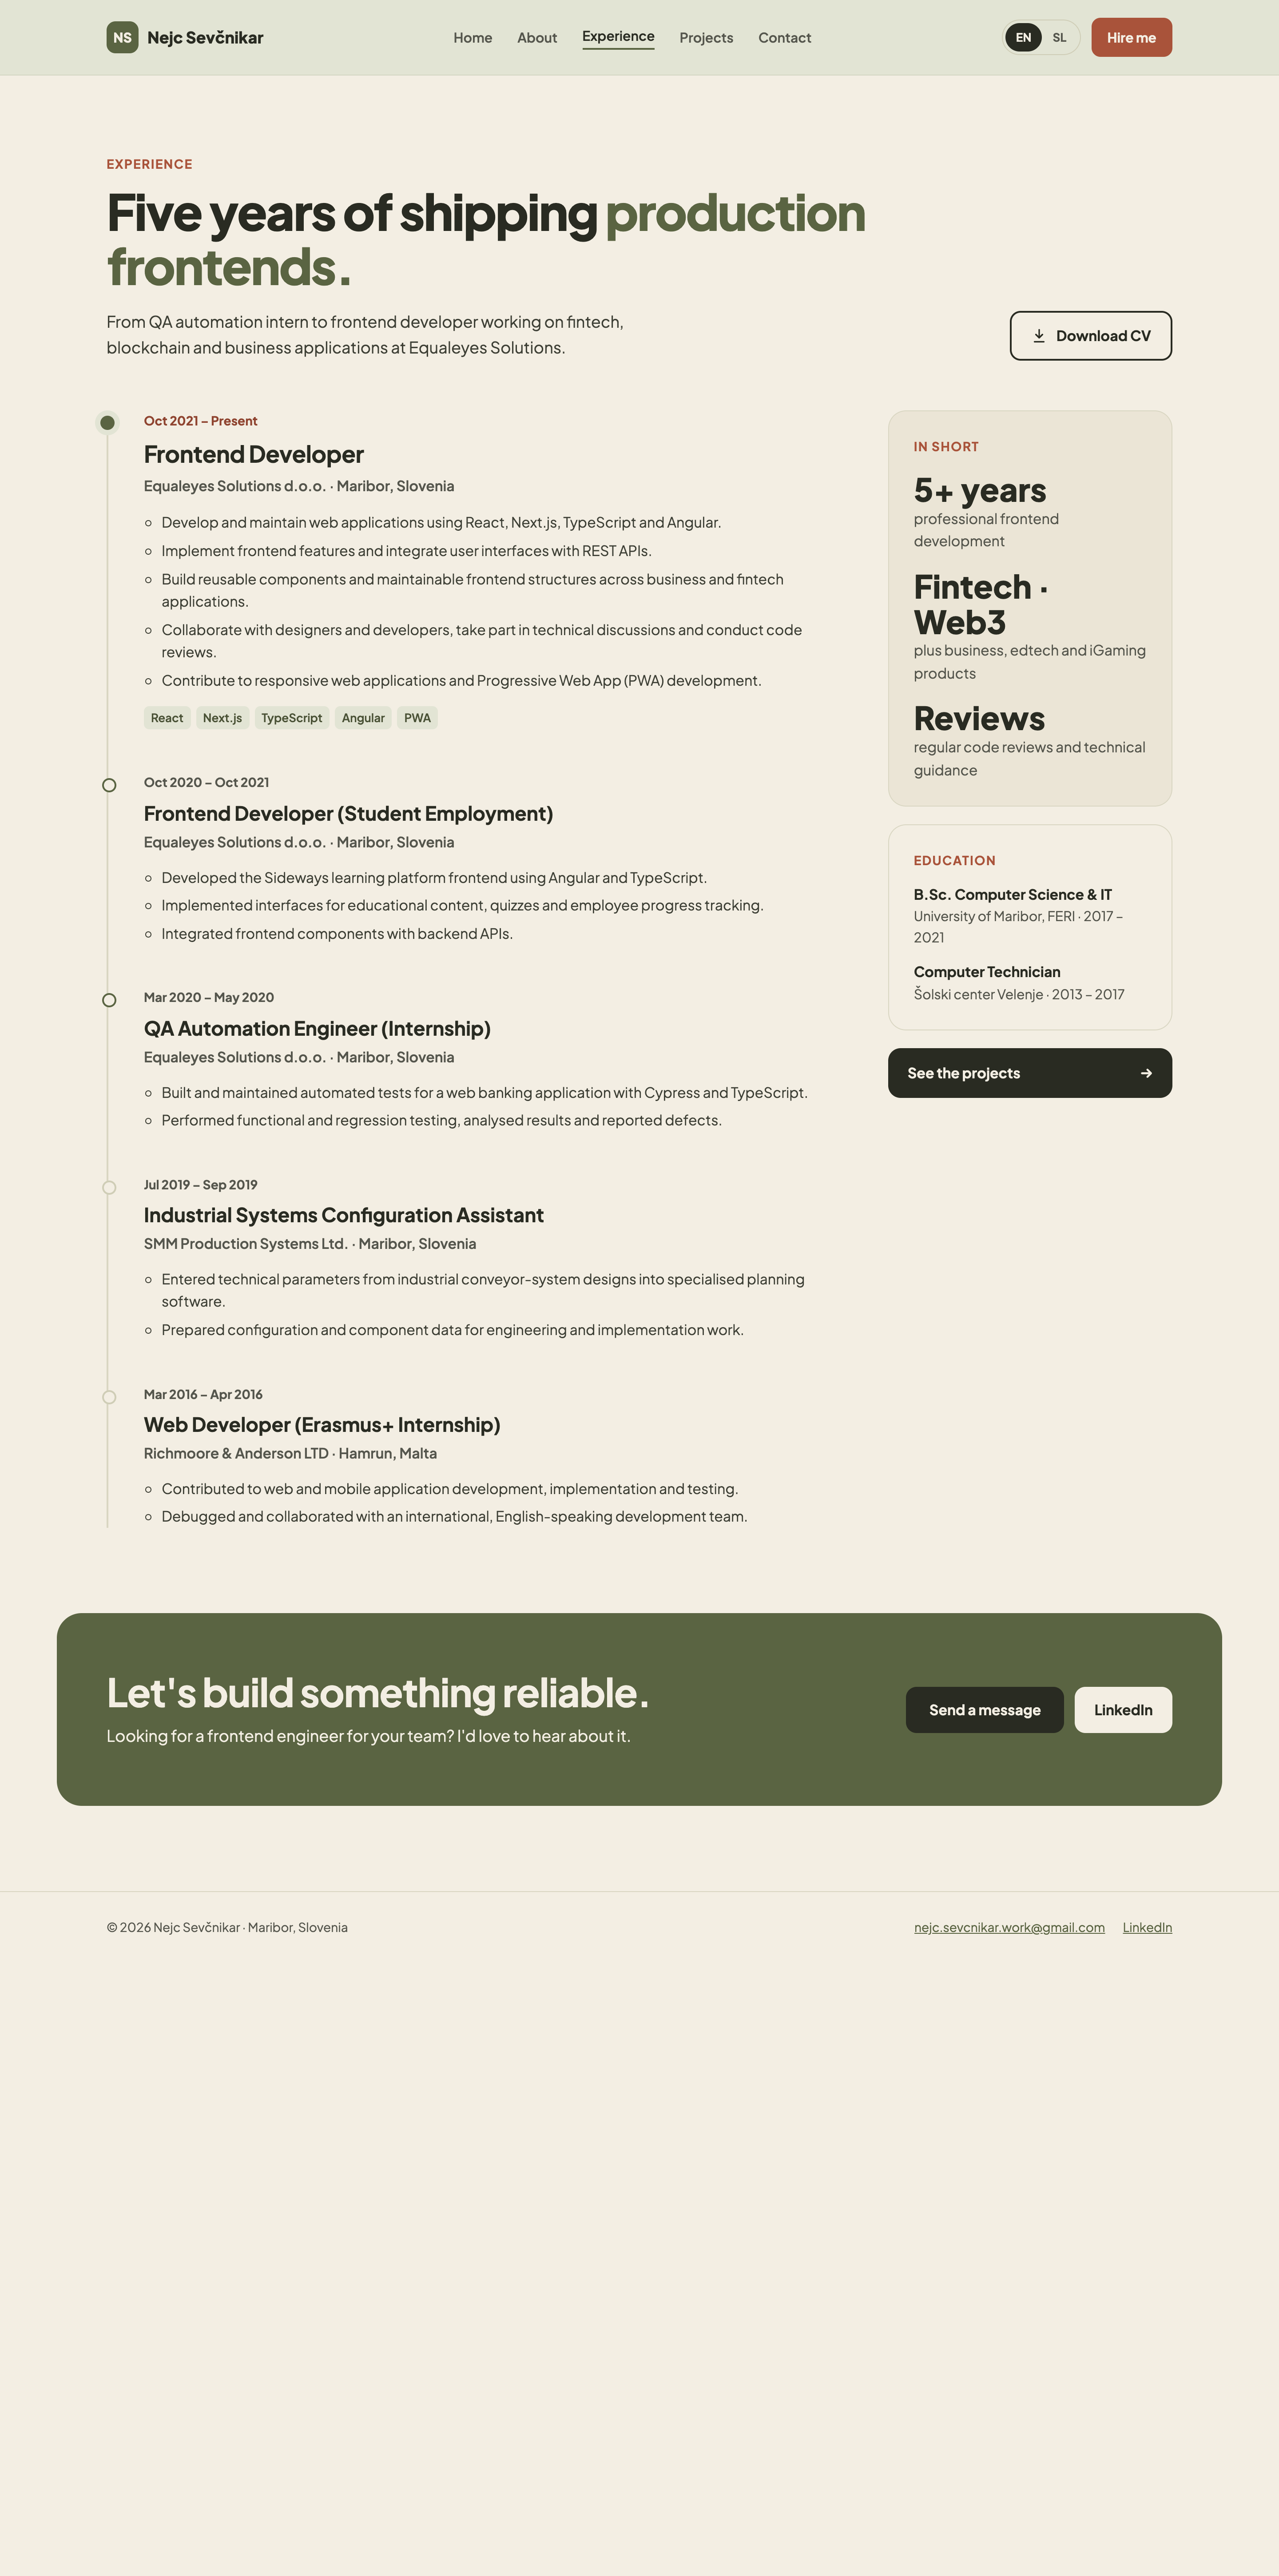 NS Nejc Sevčnikar
Home About Experience Projects Contact
EN SL Hire me
EXPERIENCE
Five years of shipping production
frontends.
From QA automation intern to frontend developer working on fintech,
blockchain and business applications at Equaleyes Solutions.
Download CV
Oct 2021 – Present
Frontend Developer
Equaleyes Solutions d.o.o. · Maribor, Slovenia
Develop and maintain web applications using React, Next.js, TypeScript and Angular.
Implement frontend features and integrate user interfaces with REST APIs.
Build reusable components and maintainable frontend structures across business and fintech
applications.
Collaborate with designers and developers, take part in technical discussions and conduct code
reviews.
Contribute to responsive web applications and Progressive Web App (PWA) development.
React Next.js TypeScript Angular PWA
Oct 2020 – Oct 2021
Frontend Developer (Student Employment)
Equaleyes Solutions d.o.o. · Maribor, Slovenia
Developed the Sideways learning platform frontend using Angular and TypeScript.
Implemented interfaces for educational content, quizzes and employee progress tracking.
Integrated frontend components with backend APIs.
Mar 2020 – May 2020
QA Automation Engineer (Internship)
Equaleyes Solutions d.o.o. · Maribor, Slovenia
Built and maintained automated tests for a web banking application with Cypress and TypeScript.
Performed functional and regression testing, analysed results and reported defects.
Jul 2019 – Sep 2019
Industrial Systems Configuration Assistant
SMM Production Systems Ltd. · Maribor, Slovenia
Entered technical parameters from industrial conveyor-system designs into specialised planning
software.
Prepared configuration and component data for engineering and implementation work.
Mar 2016 – Apr 2016
Web Developer (Erasmus+ Internship)
Richmoore & Anderson LTD · Hamrun, Malta
Contributed to web and mobile application development, implementation and testing.
Debugged and collaborated with an international, English-speaking development team.
IN SHORT
5+ years
professional frontend
development
Fintech ·
Web3
plus business, edtech and iGaming
products
Reviews
regular code reviews and technical
guidance
EDUCATION
B.Sc. Computer Science & IT
University of Maribor, FERI · 2017 –
2021
Computer Technician
Šolski center Velenje · 2013 – 2017
See the projects
Let's build something reliable.
Looking for a frontend engineer for your team? I'd love to hear about it.
Send a message LinkedIn
© 2026 Nejc Sevčnikar · Maribor, Slovenia
nejc.sevcnikar.work@gmail.com LinkedIn